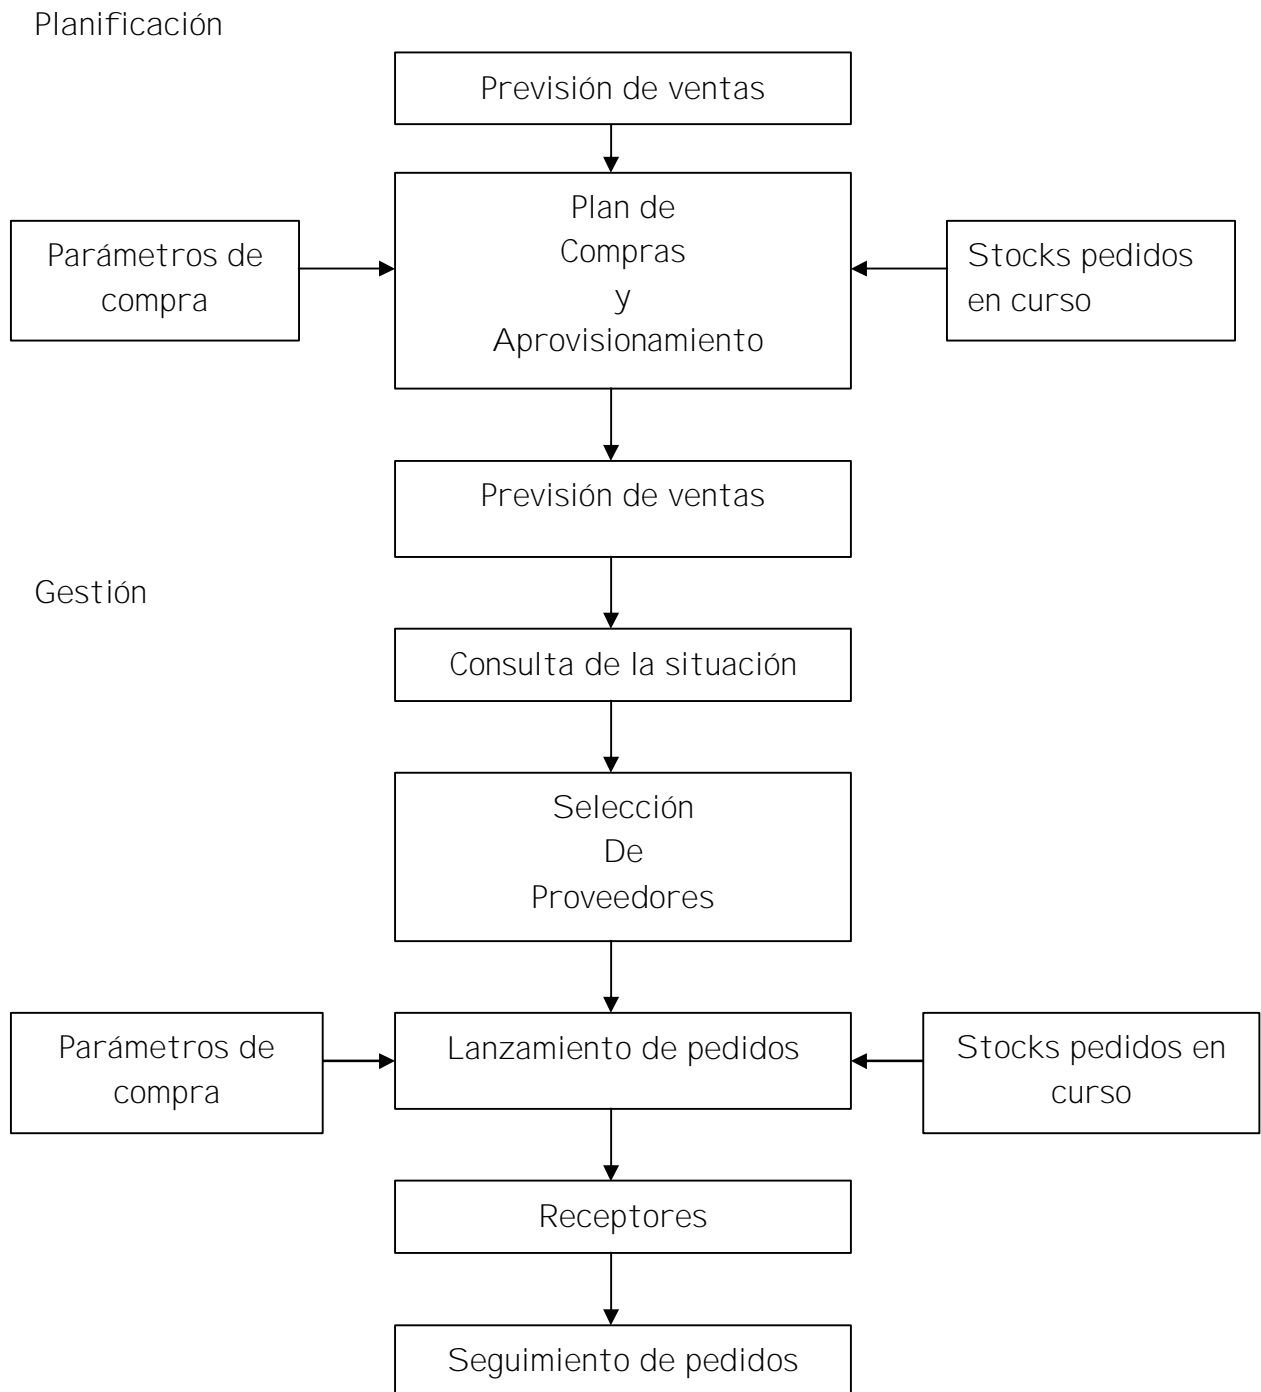 Planificación
Previsión de ventas
Plan de
Compras
y
Aprovisionamiento
Parámetros de
compra
Stocks pedidos
en curso
Previsión de ventas
Gestión
Consulta de la situación
Selección
De
Proveedores
Parámetros de
compra
Lanzamiento de pedidos
Stocks pedidos en
curso
Receptores
Seguimiento de pedidos